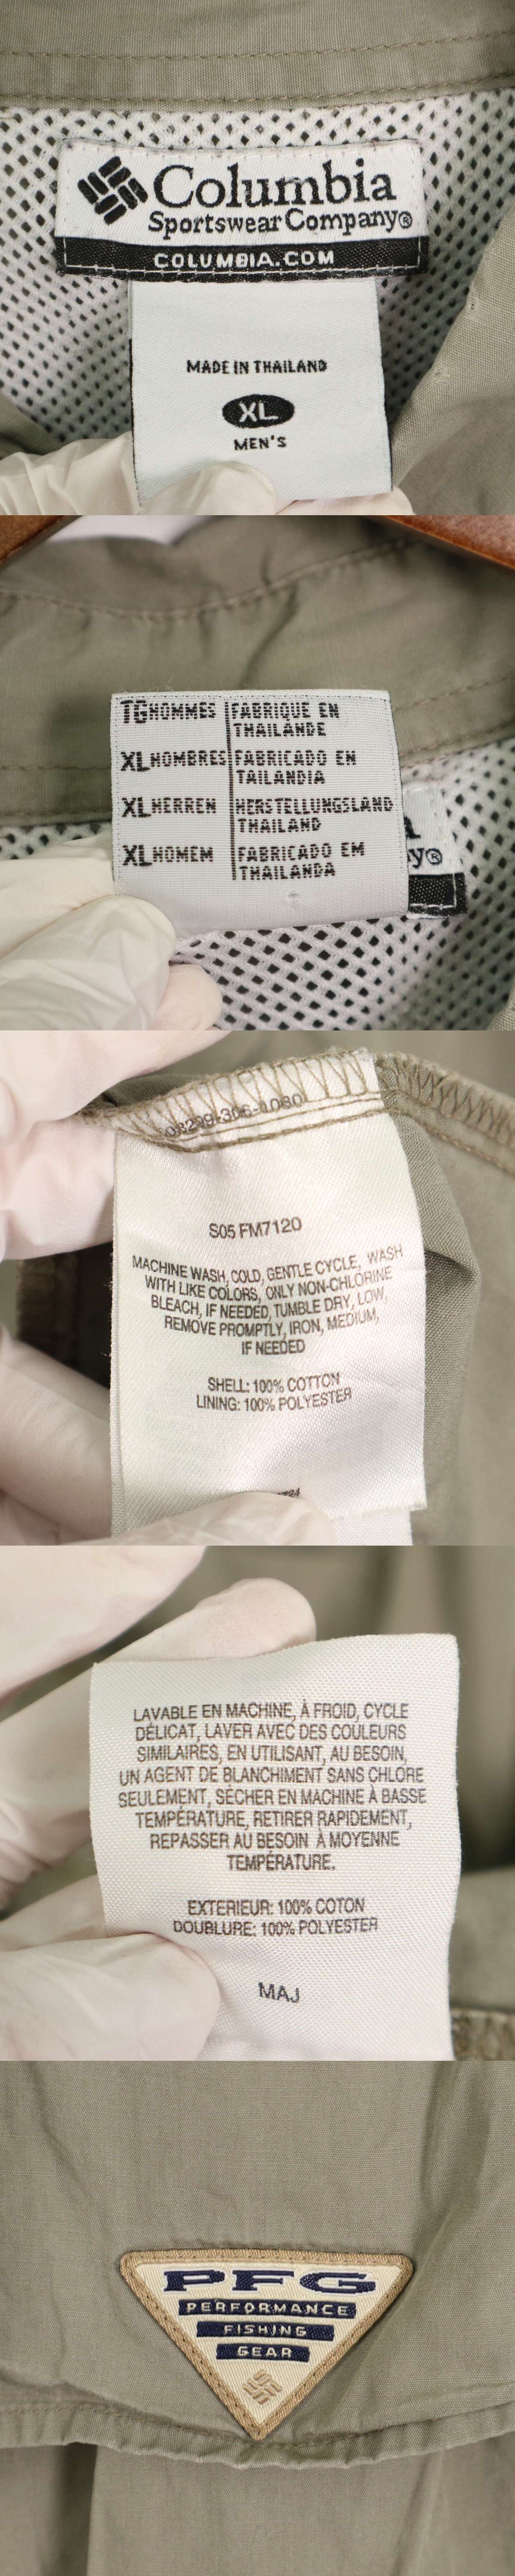 Columbia
Sportswear Company®
COLUMBIA.COM
MADE IN THAILAND
XL
MEN'S
TG HOMMES FABRIQUE EN
THAILANDE
XL HOMBRES FABRICADO EN
TAILANDIA
XL HERREN HERSTELLUNGSLAND
THAILAND
XL HOMEM FABRICADO EM
THAILANDA
y®
S05 FM7120
MACHINE WASH, COLD, GENTLE CYCLE, WASH
WITH LIKE COLORS, ONLY NON-CHLORINE
BLEACH, IF NEEDED, TUMBLE DRY, LOW,
REMOVE PROMPTLY, IRON, MEDIUM,
IF NEEDED
SHELL: 100% COTTON
LINING: 100% POLYESTER
LAVABLE EN MACHINE, À FROID, CYCLE
DÉLICAT, LAVER AVEC DES COULEURS
SIMILAIRES, EN UTILISANT, AU BESOIN,
UN AGENT DE BLANCHIMENT SANS CHLORE
SEULEMENT, SÉCHER EN MACHINE À BASSE
TEMPÉRATURE, RETIRER RAPIDEMENT,
REPASSER AU BESOIN À MOYENNE
TEMPÉRATURE.
EXTERIEUR: 100% COTON
DOUBLURE: 100% POLYESTER
MAJ
PFG
PERFORMANCE
FISHING
GEAR